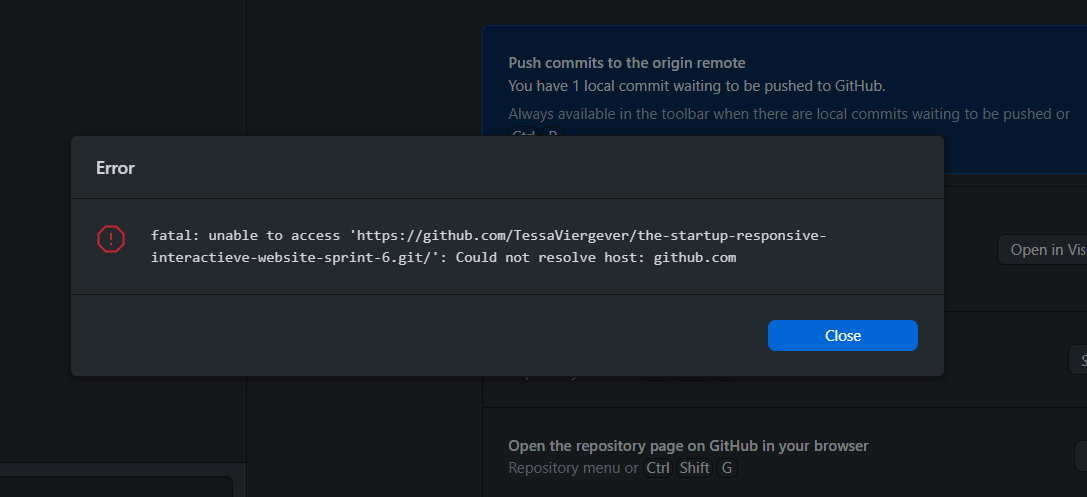 Push commits to the origin remote
You have 1 local commit waiting to be pushed to GitHub.
Always available in the toolbar when there are local commits waiting to be pushed or
Ctrl P
Error
fatal: unable to access 'https://github.com/TessaViergever/the-startup-responsive-
interactieve-website-sprint-6.git/': Could not resolve host: github.com
Open in Vis
Close
Open the repository page on GitHub in your browser
Repository menu or Ctrl Shift G